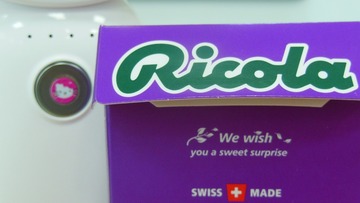 Ricola
We wish
you a sweet surprise
SWISS MADE